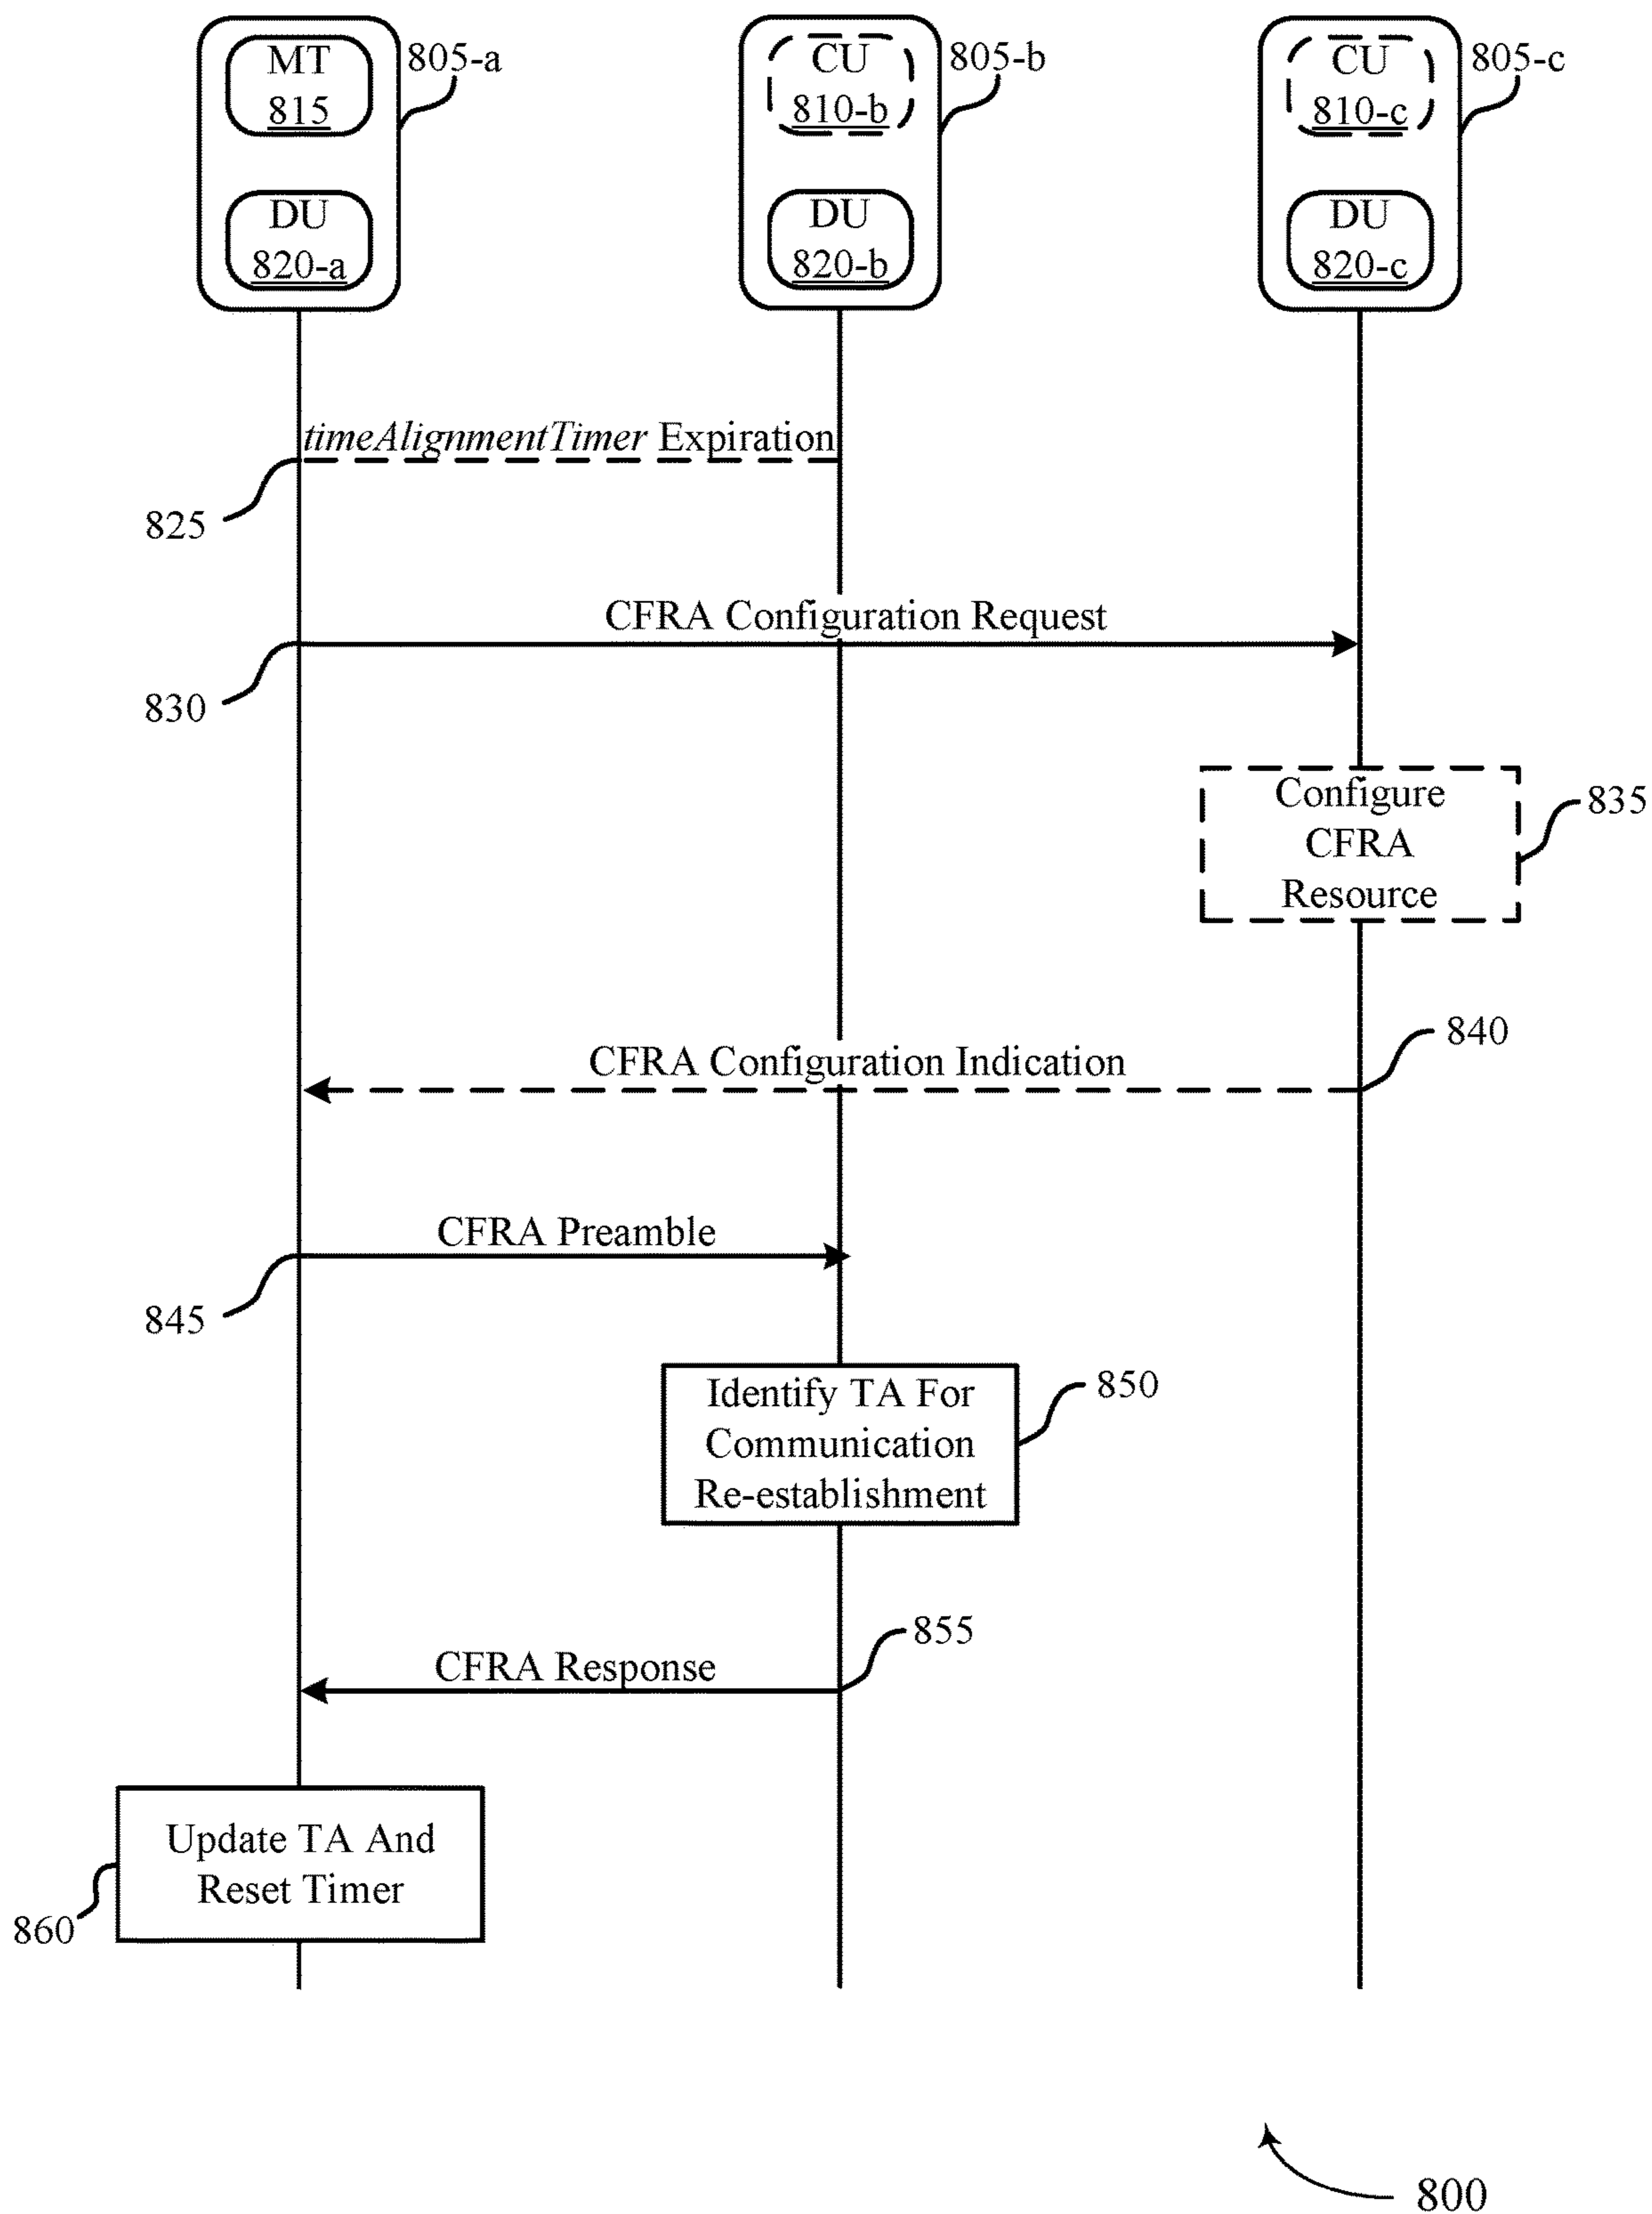 MT
815
805-a
CU
810-b
805-b
CU
810-c
805-c
DU
820-a
DU
820-b
DU
820-c
timeAlignmentTimer Expiration
825
CFRA Configuration Request
830
Configure
CFRA
Resource
835
840
CFRA Configuration Indication
CFRA Preamble
845
Identify TA For
Communication
Re-establishment
850
855
CFRA Response
Update TA And
Reset Timer
860
800